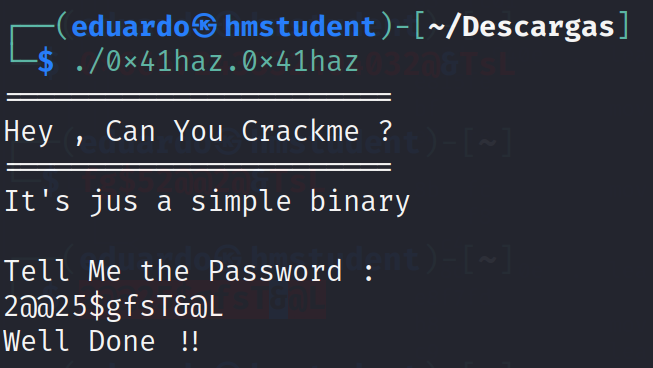 ┌──(eduardo㉿hmstudent)-[~/Descargas]
└─$ ./0×41haz.0×41haz
=======================
Hey , Can You Crackme ?
=======================
It's jus a simple binary
Tell Me the Password :
2@@25$gfsT&@L
Well Done !!